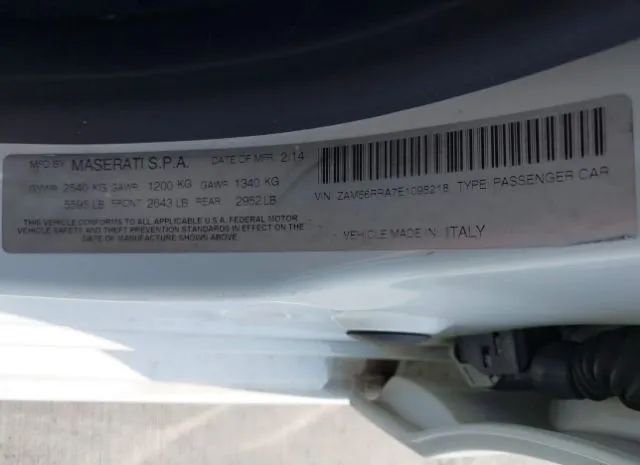 MFD BY MASERATI S.P.A. DATE OF MFR 2/14
GVWR 2540 KG GAWR 1200 KG GAWR 1340 KG
5595 LB FRONT 2643 LB REAR 2952 LB
THIS VEHICLE CONFORMS TO ALL APPLICABLE U.S.A. FEDERAL MOTOR
VEHICLE SAFETY AND THEFT PREVENTION STANDARDS IN EFFECT ON THE
DATE OF MANUFACTURE SHOWN ABOVE.
VIN: ZAM56RRA7E1098218 TYPE: PASSENGER CAR
VEHICLE MADE IN: ITALY